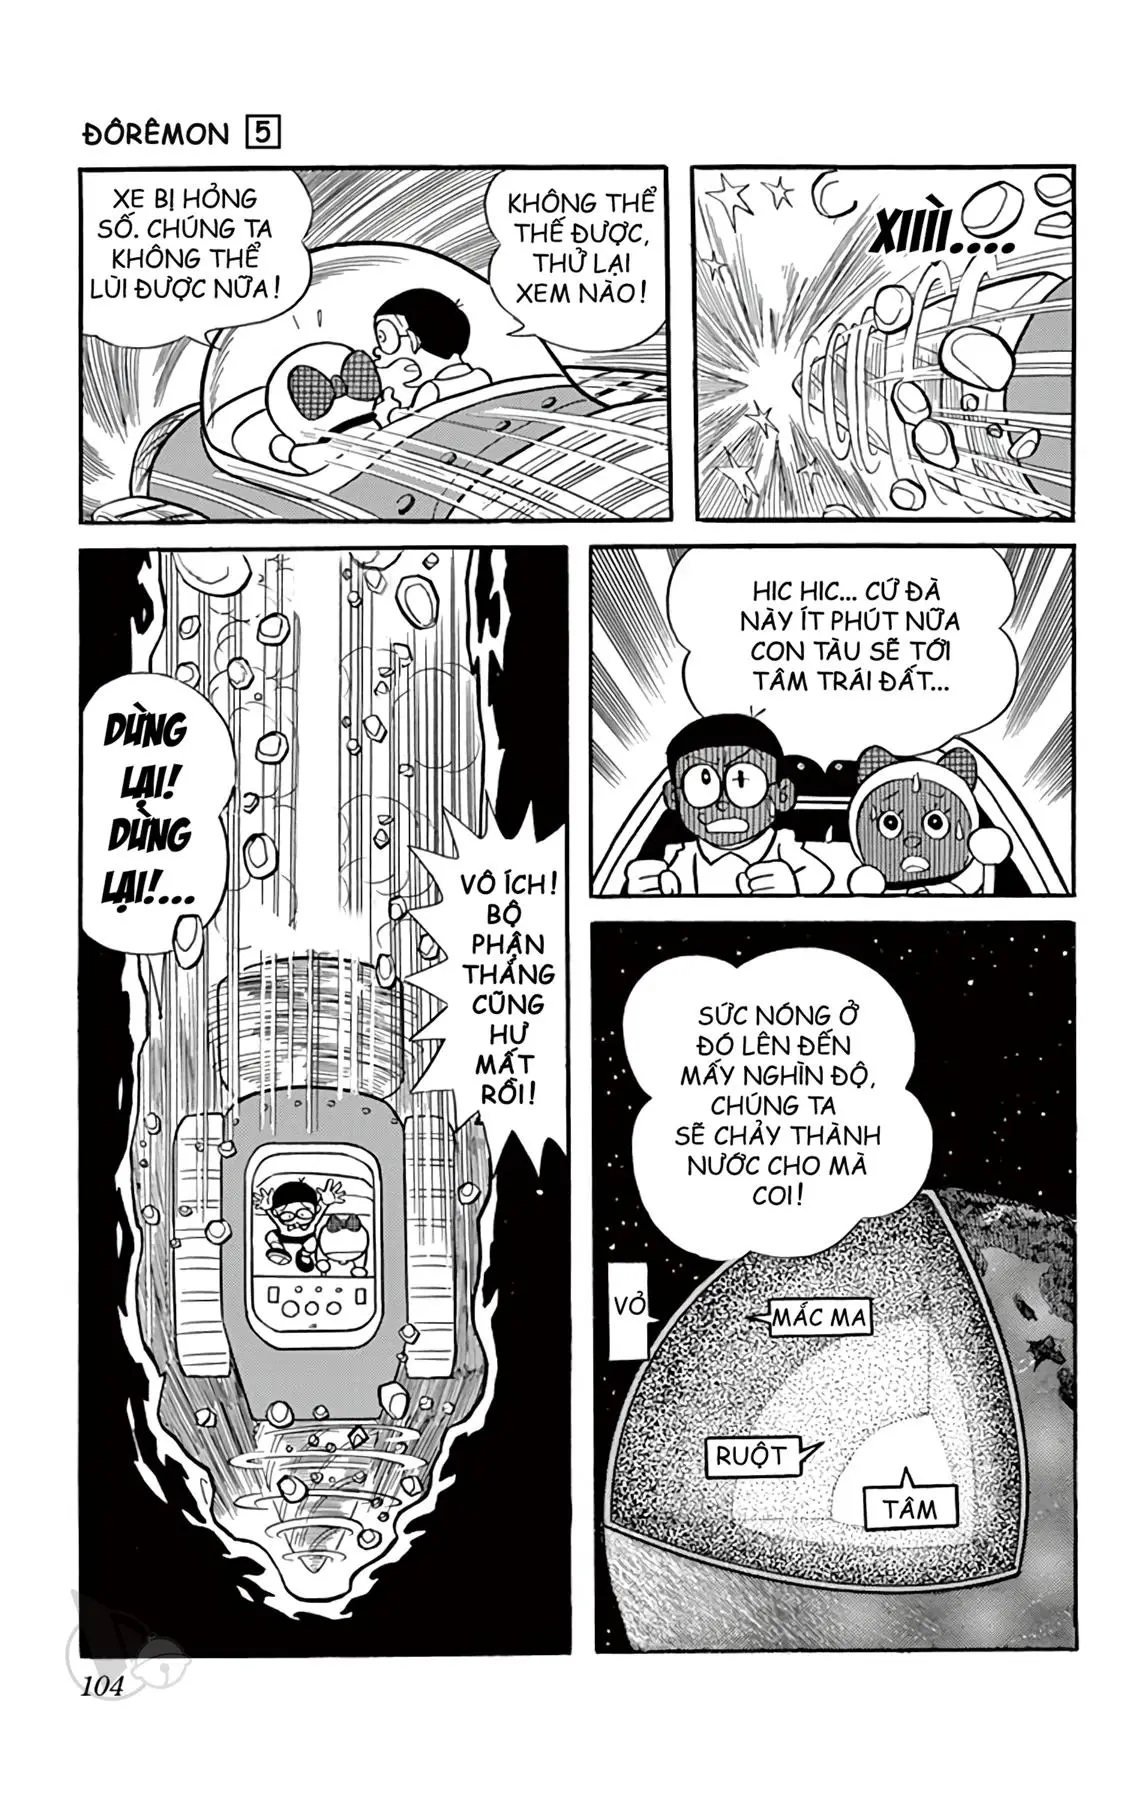 ĐÔRÊMON 5
XE BỊ HỎNG
SỐ. CHÚNG TA
KHÔNG THỂ
LÙI ĐƯỢC NỮA!
KHÔNG THỂ
THẾ ĐƯỢC,
THỬ LẠI
XEM NÀO!
XIIIÌ....
DỪNG
LẠI!
DỪNG
LẠI!....
VÔ ÍCH!
BỘ
PHẬN
THẮNG
CŨNG
HƯ
MẤT
RỒI!
HIC HIC... CỨ ĐÀ
NÀY ÍT PHÚT NỮA
CON TÀU SẼ TỚI
TÂM TRÁI ĐẤT...
SỨC NÓNG Ở
ĐÓ LÊN ĐẾN
MẤY NGHÌN ĐỘ,
CHÚNG TA
SẼ CHẢY THÀNH
NƯỚC CHO MÀ
COI!
VỎ
MẮC MA
RUỘT
TÂM
104